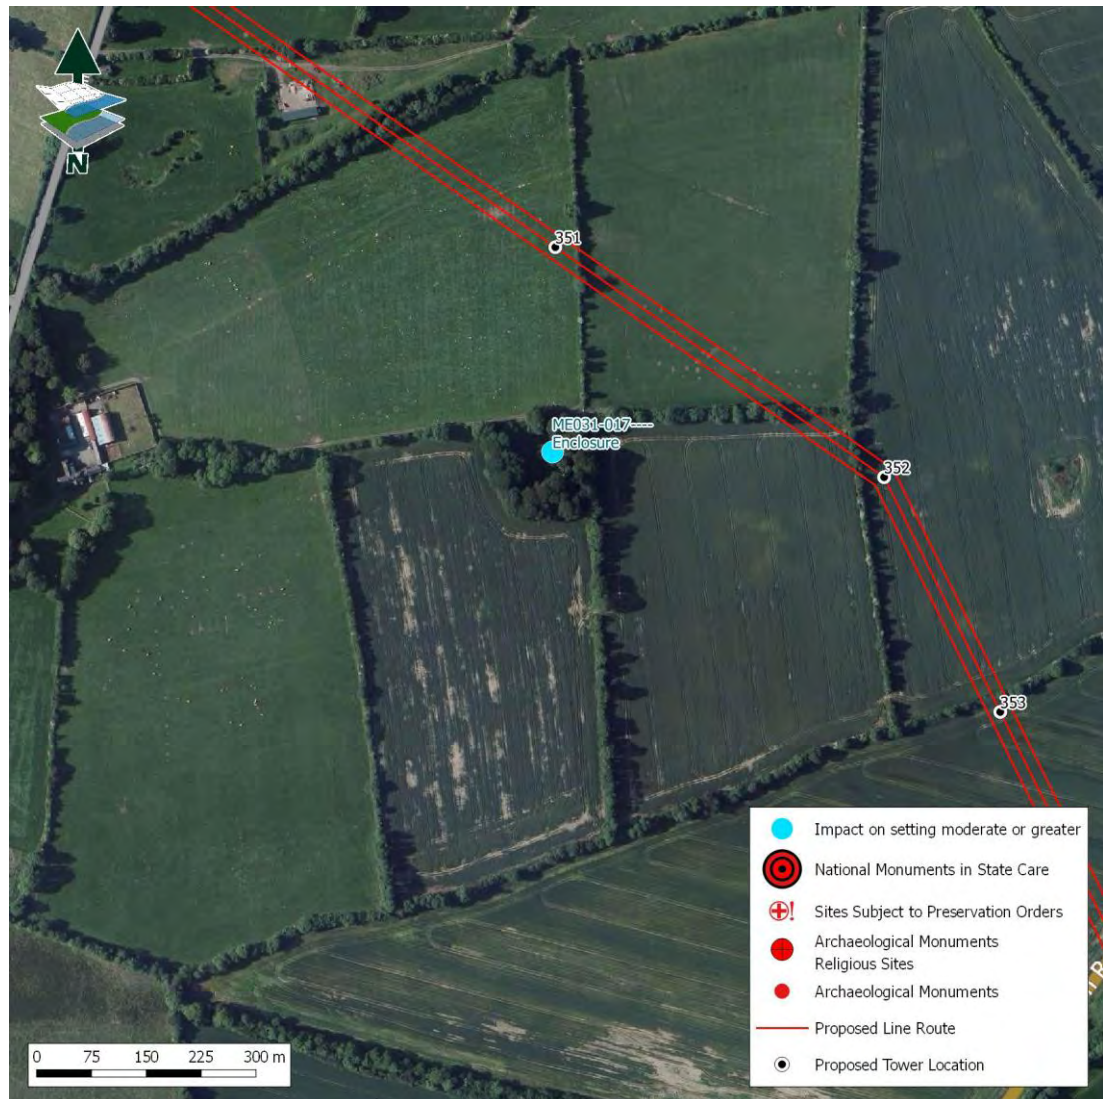 N
351
ME031-017----
Enclosure
352
353
Impact on setting moderate or greater
National Monuments in State Care
Sites Subject to Preservation Orders
Archaeological Monuments
Religious Sites
Archaeological Monuments
Proposed Line Route
Proposed Tower Location
0 75 150 225 300 m